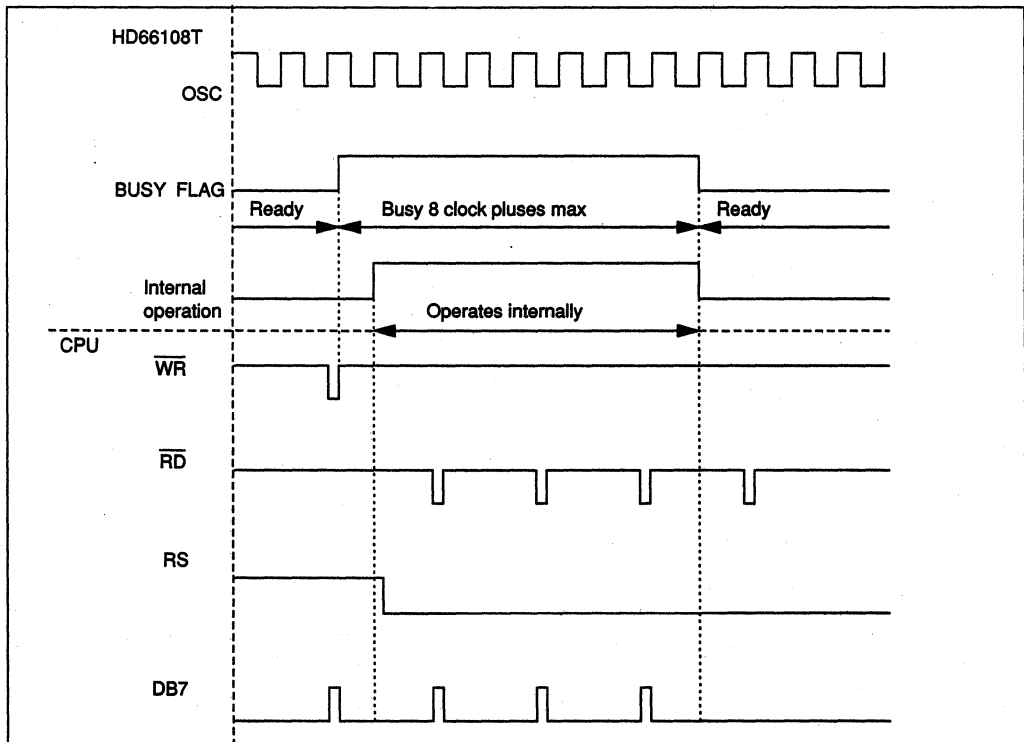 HD66108T
OSC
BUSY FLAG
Ready
Busy 8 clock pluses max
Ready
Internal
operation
Operates internally
CPU
WR
RD
RS
DB7